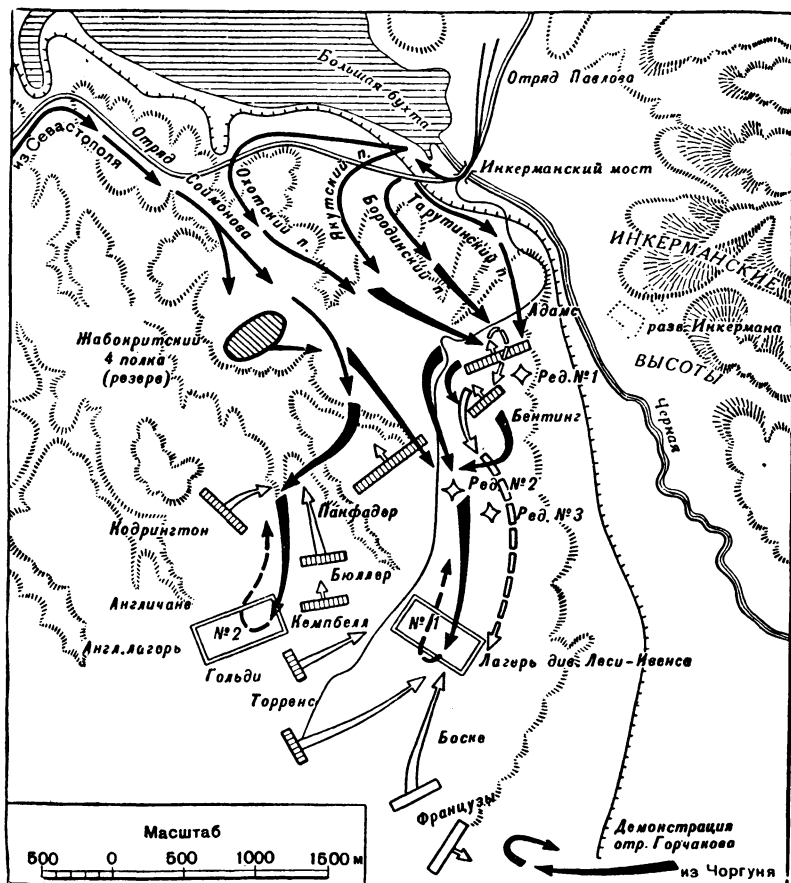 Большая бухта
Отряд Павлова
из Севастополя
Отряд
Соймонова
Охотский п.
Якутский п.
Бородинский п.
Тарутинский п.
Инкерманский мост
ИНКЕРМАНСКИЕ
разв. Инкермана
ВЫСОТЫ
Черная
Адамс
Жабокритский
4 полка
(резерв)
Ред. №1
Бентинг
Ред. №2
Ред. №3
Панфадер
Кодрингтон
Бюллер
Англичане
Кемпбелл
Англ. лагерь
№2
№1
Гольди
Лагерь див. Леси-Ивенса
Торренс
Боске
Французы
Демонстрация
отр. Горчакова
из Чоргуня
Масштаб
500 0 500 1000 1500 м